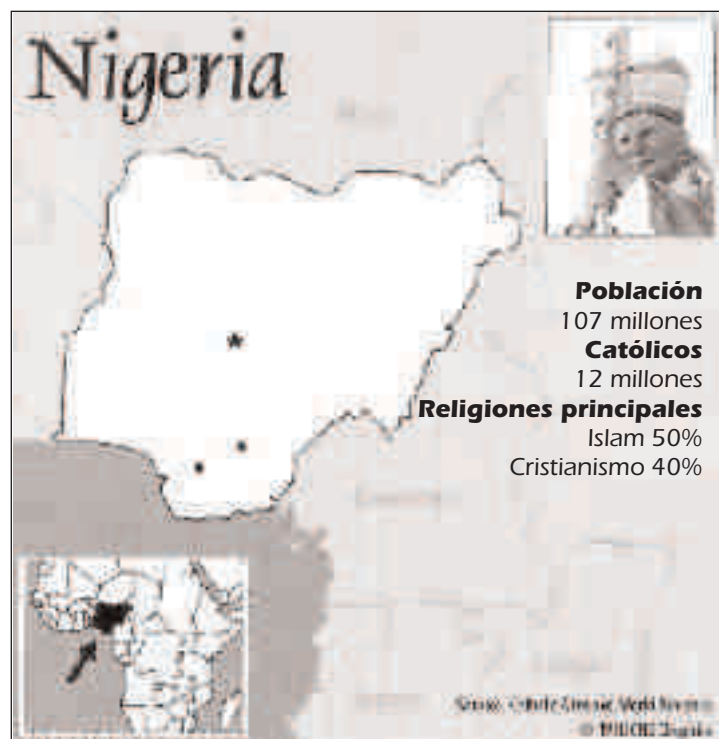 Nigeria
Población
107 millones
Católicos
12 millones
Religiones principales
Islam 50%
Cristianismo 40%